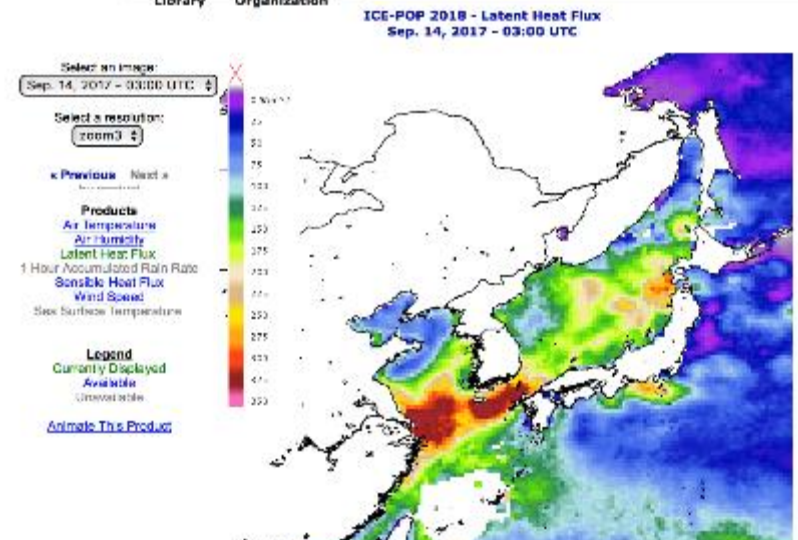 Library Organization
ICE-POP 2018 - Latent Heat Flux
Sep. 14, 2017 - 03:00 UTC
Select an image:
Sep. 14, 2017 - 03:00 UTC
Select a resolution:
zoom3
« Previous Next »
Products
Air Temperature
Air Humidity
Latent Heat Flux
1 Hour Accumulated Rain Rate
Sensible Heat Flux
Wind Speed
Sea Surface Temperature
Legend
Currently Displayed
Available
Unavailable
Animate This Product
75
275